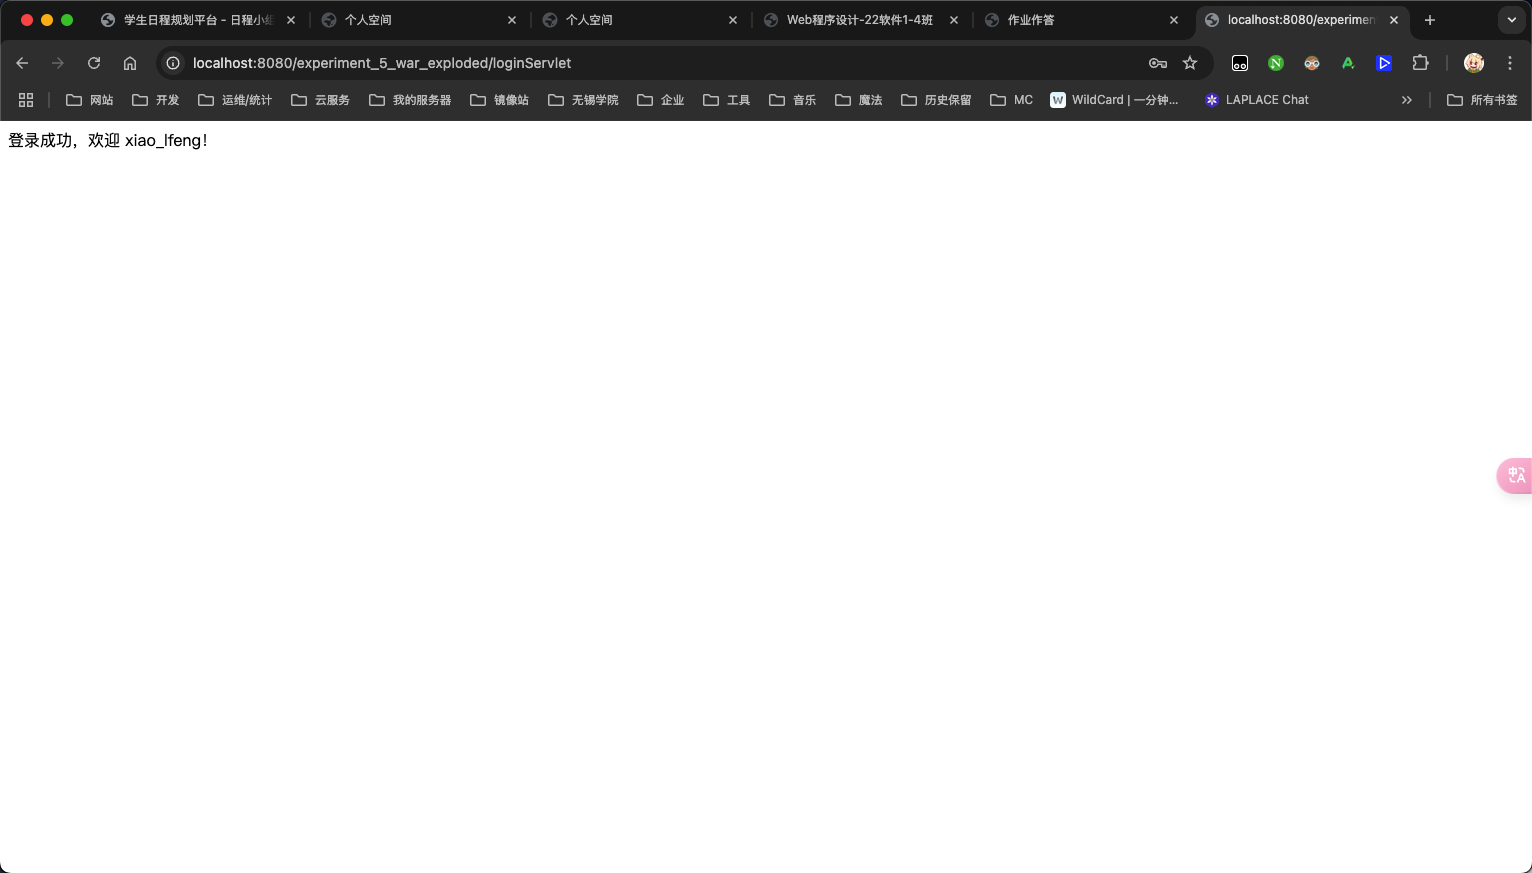 学生日程规划平台 - 日程小组
个人空间
个人空间
Web程序设计-22软件1-4班
作业作答
localhost:8080/experimen
localhost:8080/experiment_5_war_exploded/loginServlet
网站 开发 运维/统计 云服务 我的服务器 镜像站 无锡学院 企业 工具 音乐 魔法 历史保留 MC WildCard | 一分钟... LAPLACE Chat 所有书签
登录成功，欢迎 xiao_lfeng！